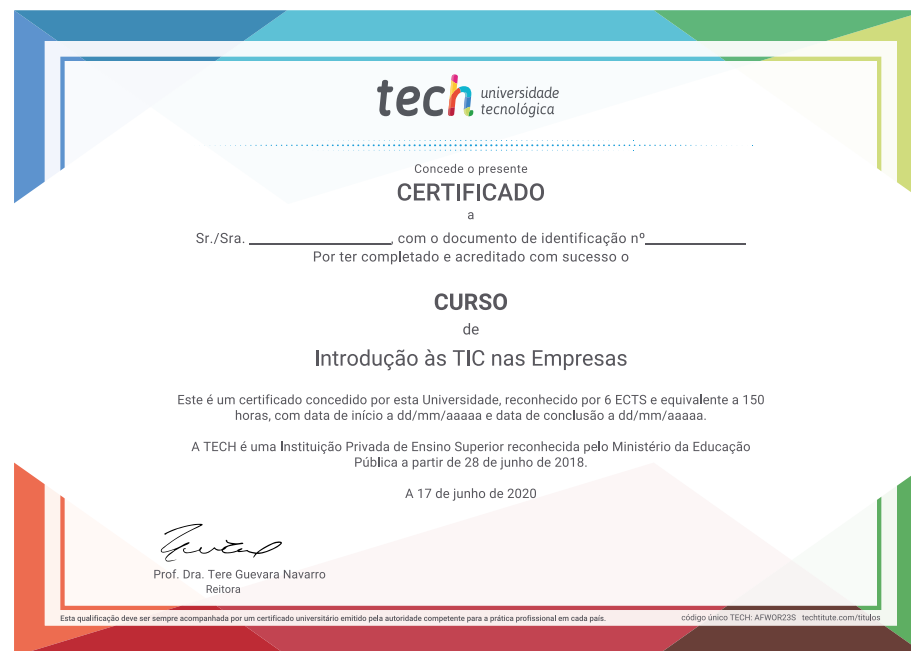 tech universidade
tecnológica
Concede o presente
CERTIFICADO
a
Sr./Sra. ________________, com o documento de identificação nº____________
Por ter completado e acreditado com sucesso o
CURSO
de
Introdução às TIC nas Empresas
Este é um certificado concedido por esta Universidade, reconhecido por 6 ECTS e equivalente a 150
horas, com data de início a dd/mm/aaaaa e data de conclusão a dd/mm/aaaaa.
A TECH é uma Instituição Privada de Ensino Superior reconhecida pelo Ministério da Educação
Pública a partir de 28 de junho de 2018.
A 17 de junho de 2020
Prof. Dra. Tere Guevara Navarro
Reitora
Esta qualificação deve ser sempre acompanhada por um certificado universitário emitido pela autoridade competente para a prática profissional em cada país. código único TECH: AFWOR23S techtitute.com/titulos